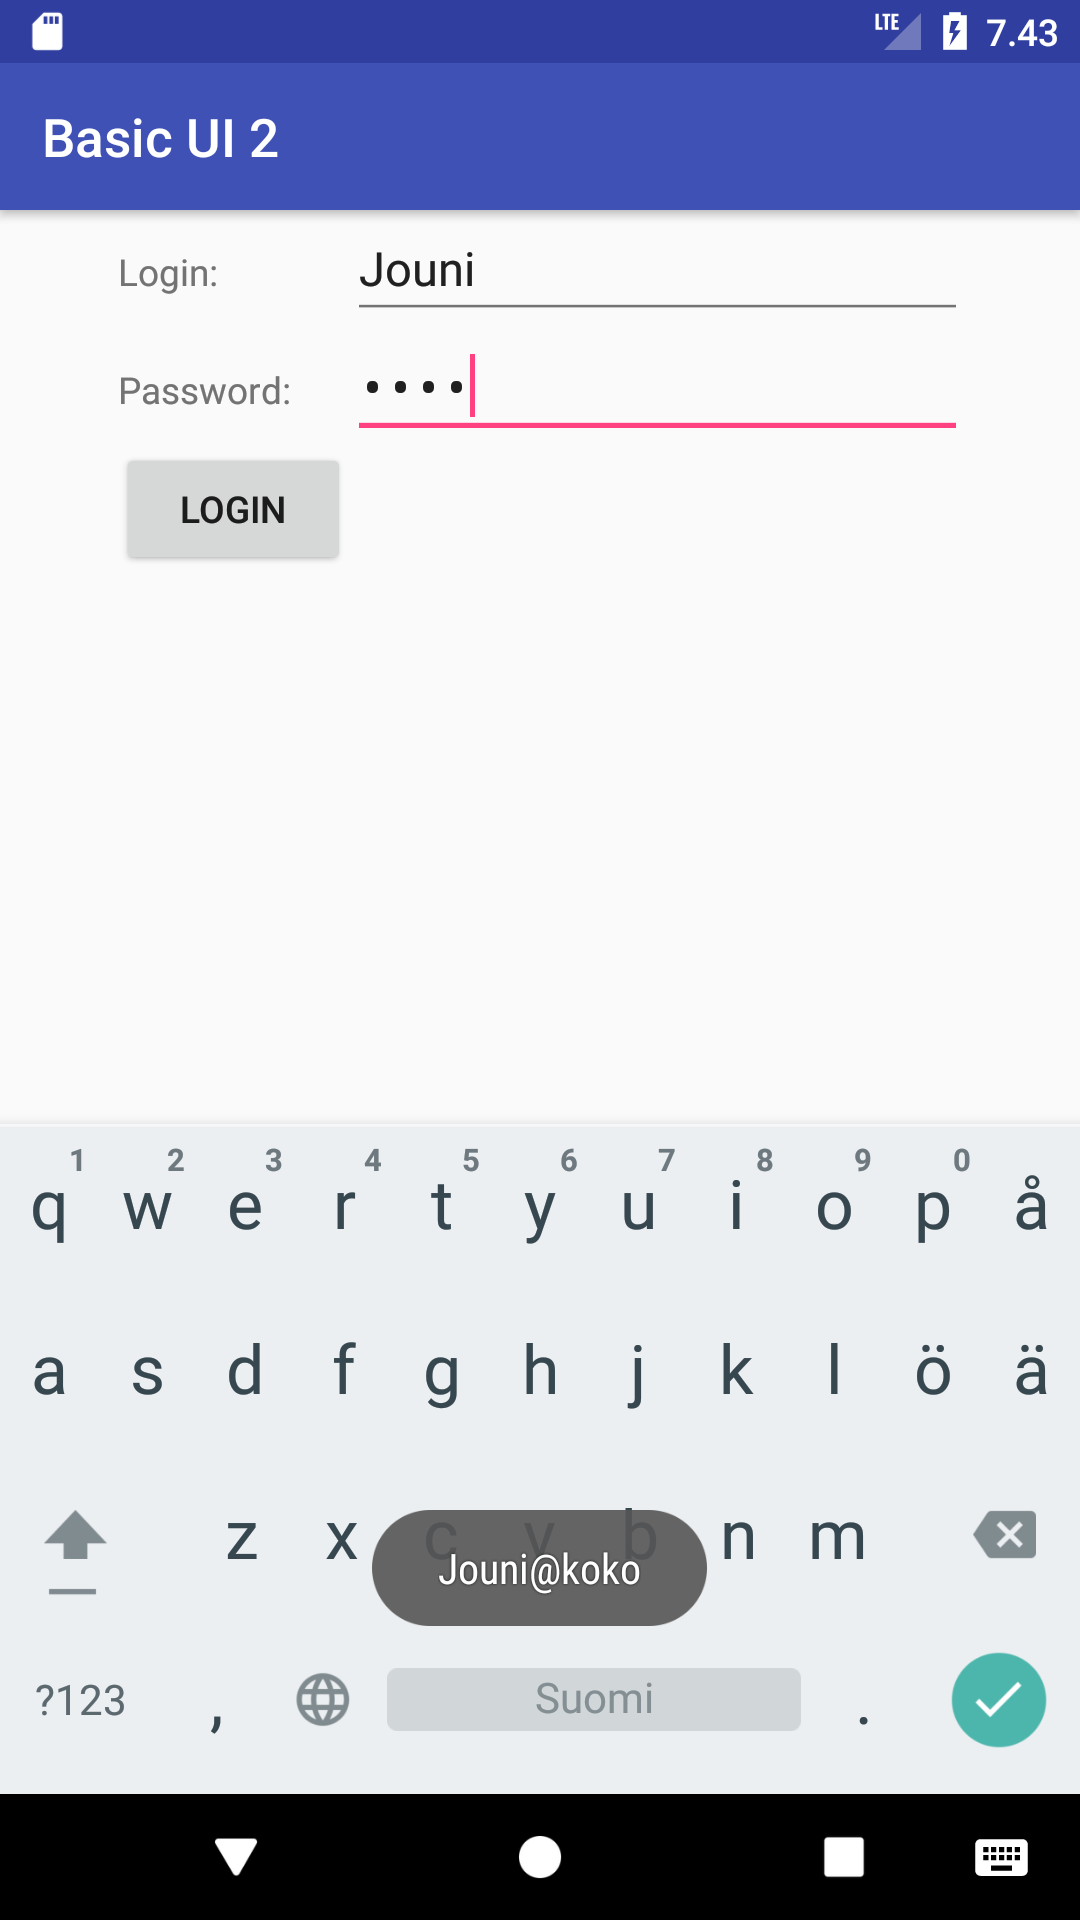 LTE 7.43
Basic UI 2
Login: Jouni
Password: ••••
LOGIN
1 2 3 4 5 6 7 8 9 0
q w e r t y u i o p å
a s d f g h j k l ö ä
z x c v b n m
Jouni@koko
?123 , Suomi .